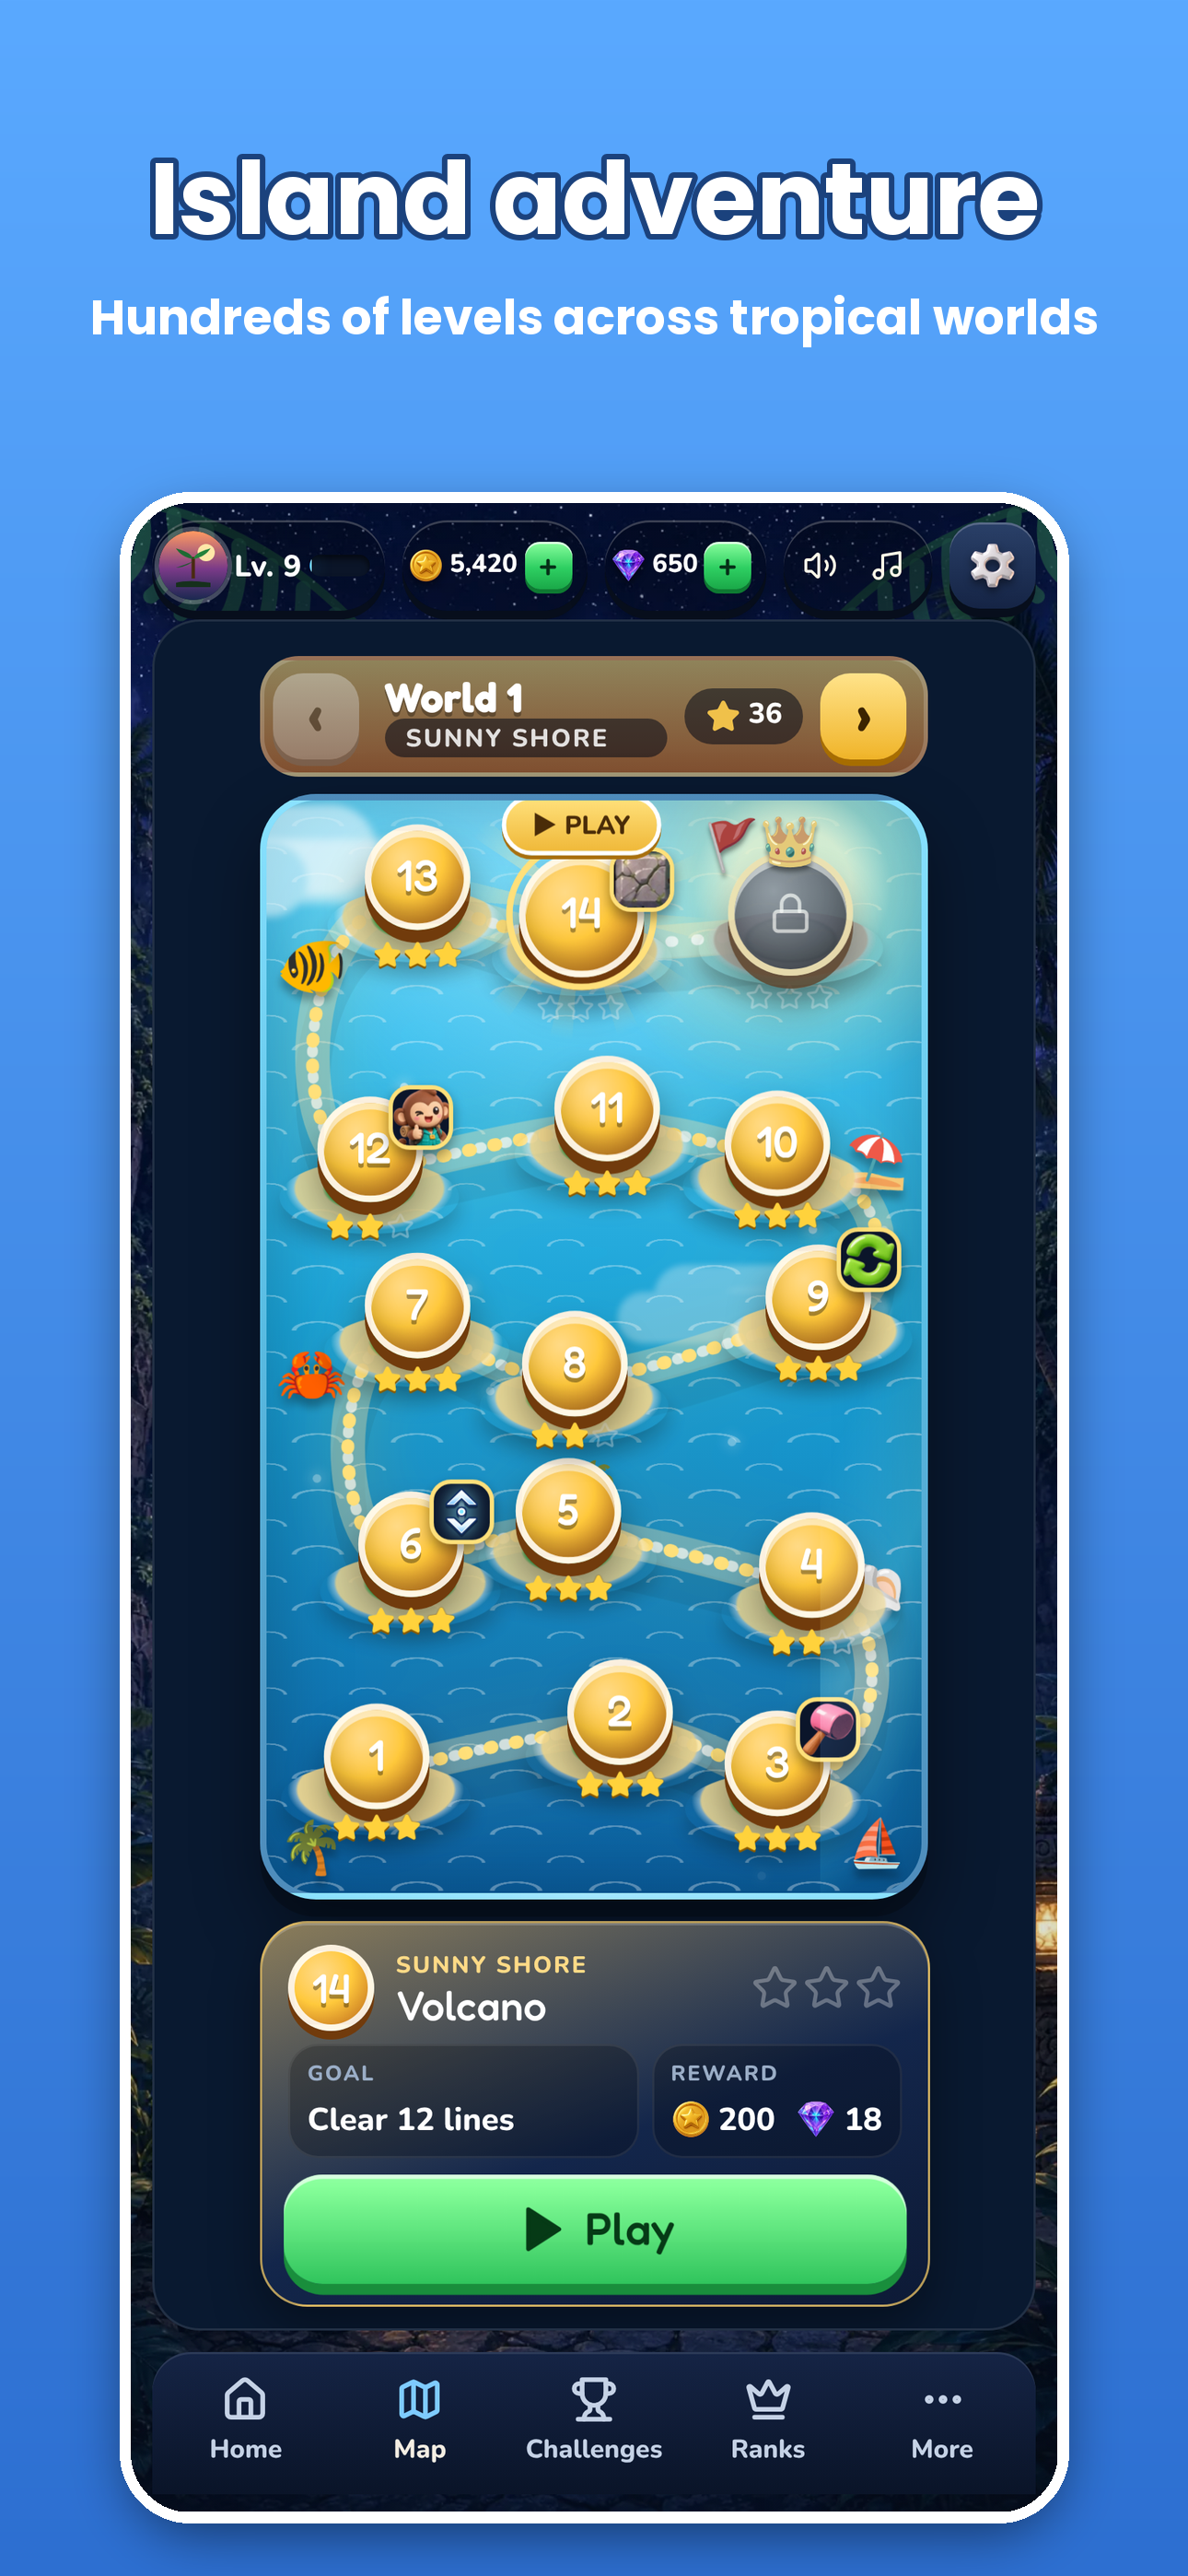 Island adventure
Hundreds of levels across tropical worlds
Lv. 9
5,420
+
650
+
World 1
SUNNY SHORE
36
PLAY
13
14
12
11
10
7
8
9
6
5
4
1
2
3
14
SUNNY SHORE
Volcano
GOAL
Clear 12 lines
REWARD
200
18
Play
Home
Map
Challenges
Ranks
More